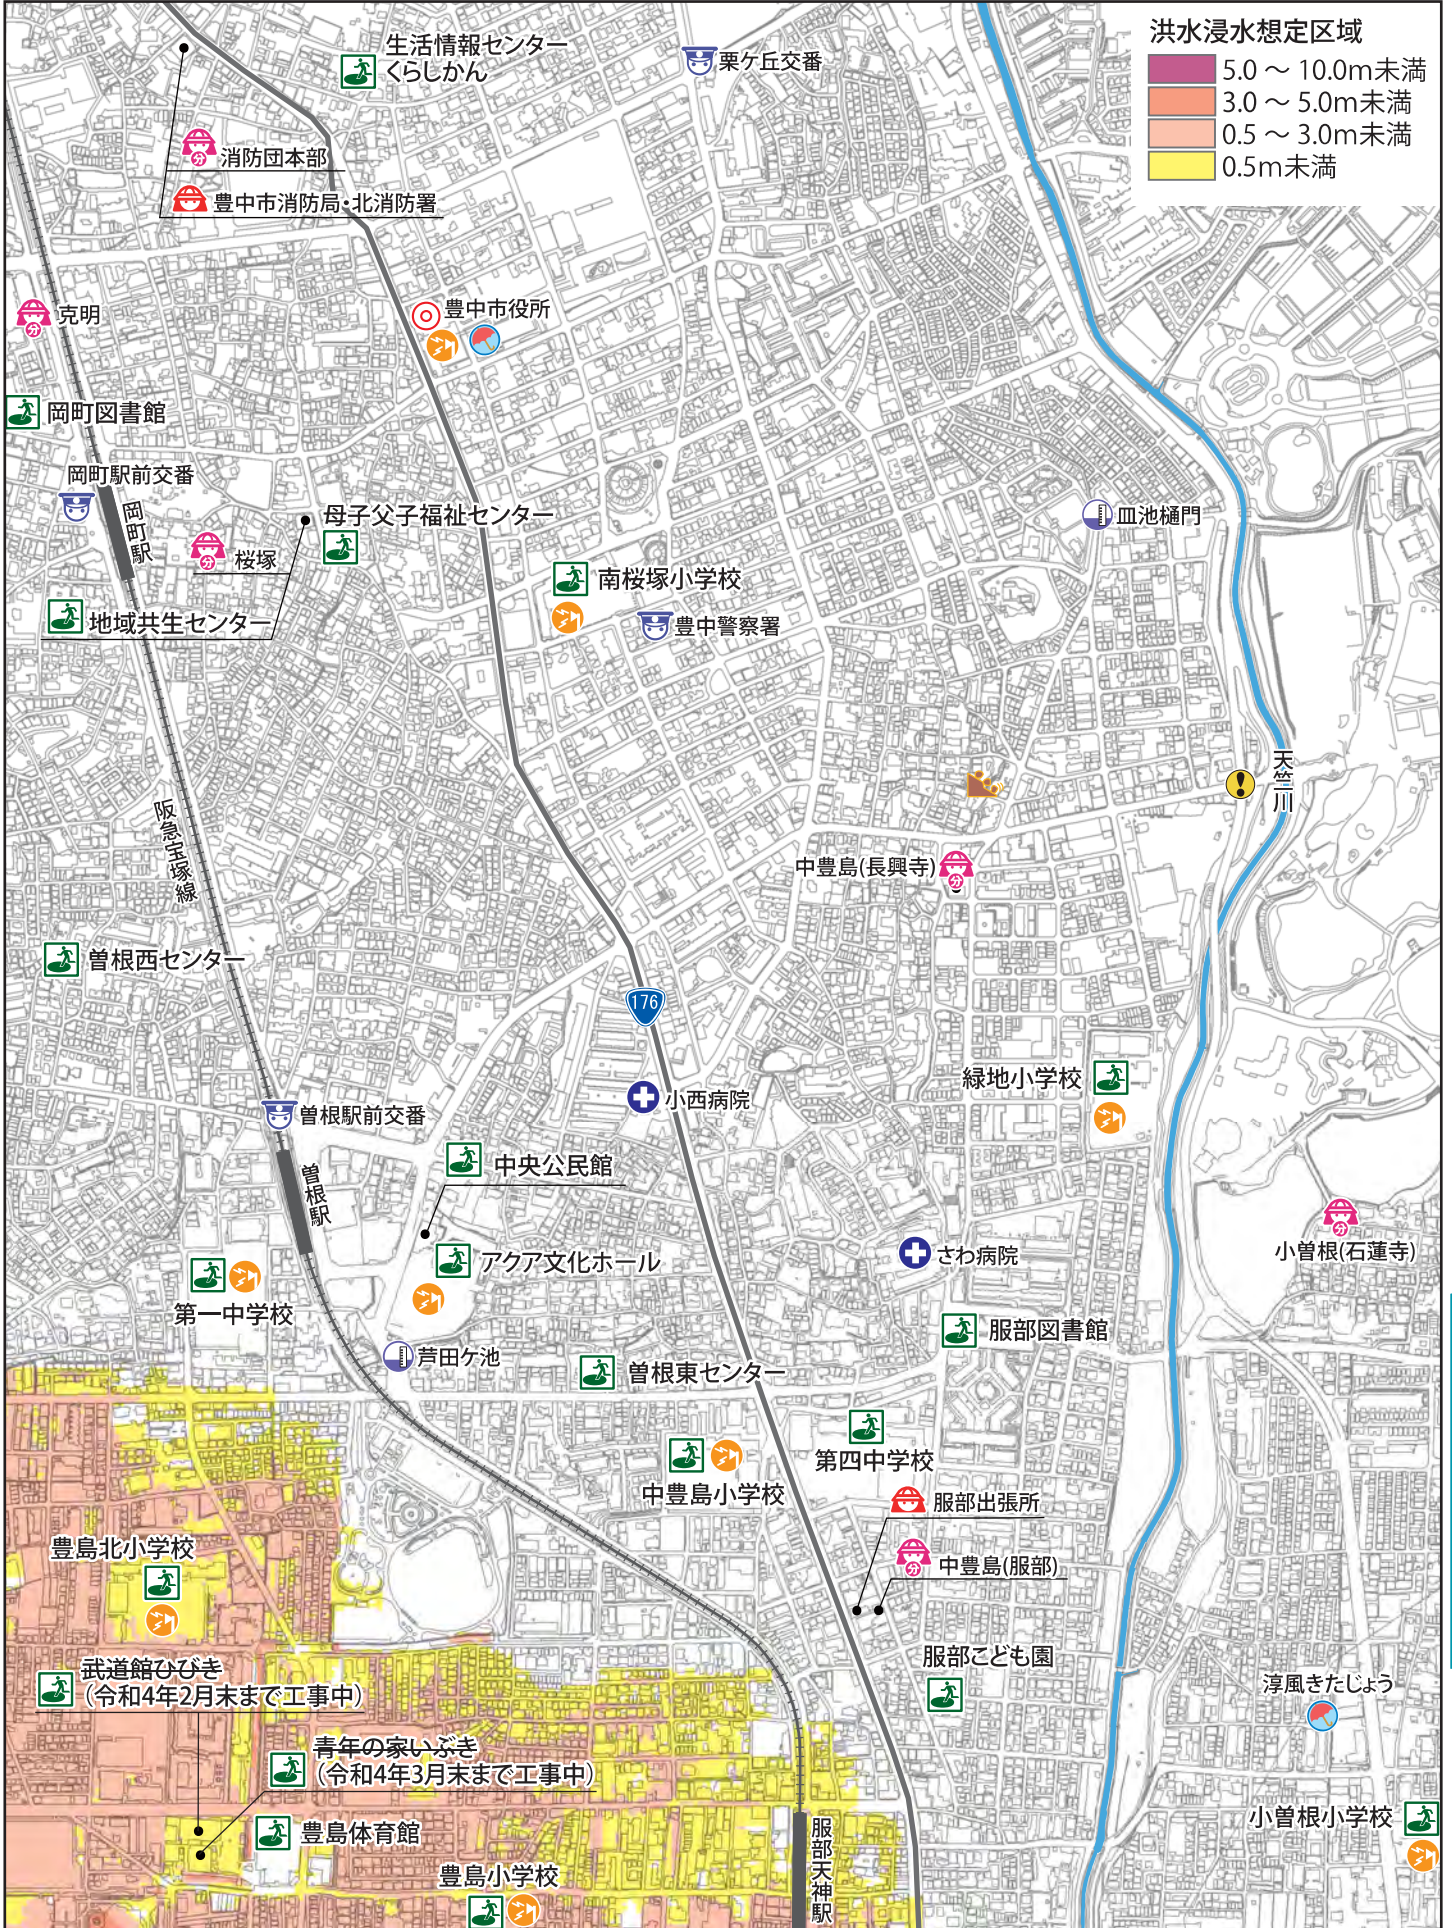 洪水浸水想定区域
5.0 ～ 10.0m未満
3.0 ～ 5.0m未満
0.5 ～ 3.0m未満
0.5m未満
生活情報センター
くらしかん
栗ケ丘交番
分
消防団本部
豊中市消防局・北消防署
豊中市役所
分
克明
岡町図書館
岡町駅前交番
岡町駅
分
桜塚
母子父子福祉センター
地域共生センター
皿池樋門
南桜塚小学校
豊中警察署
天竺川
阪急宝塚線
中豊島(長興寺)
分
曽根西センター
176
小西病院
緑地小学校
曽根駅前交番
曽根駅
中央公民館
アクア文化ホール
さわ病院
分
小曽根(石蓮寺)
第一中学校
服部図書館
芦田ケ池
曽根東センター
第四中学校
中豊島小学校
服部出張所
分
中豊島(服部)
豊島北小学校
服部こども園
武道館ひびき
（令和4年2月末まで工事中）
淳風きたじょう
青年の家いぶき
（令和4年3月末まで工事中）
豊島体育館
小曽根小学校
服部天神駅
豊島小学校